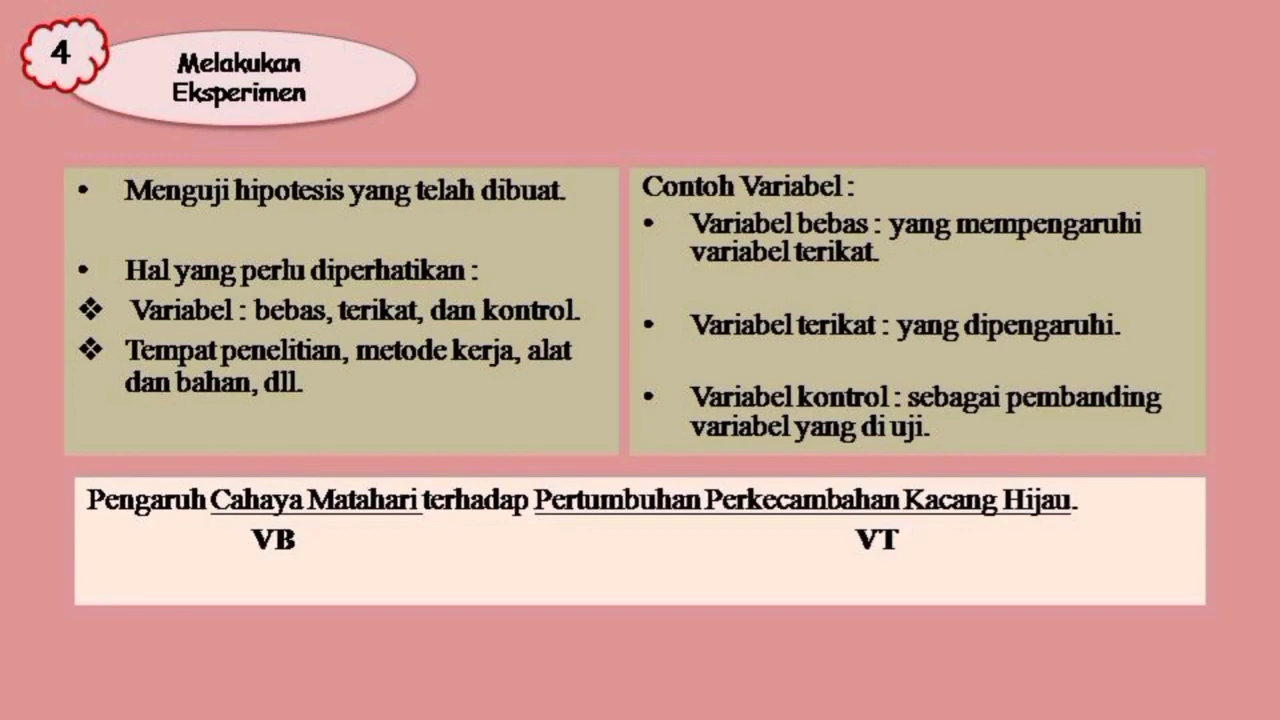 4
Melakukan
Eksperimen
• Menguji hipotesis yang telah dibuat.
• Hal yang perlu diperhatikan :
❖ Variabel : bebas, terikat, dan kontrol.
❖ Tempat penelitian, metode kerja, alat
dan bahan, dll.
Contoh Variabel :
• Variabel bebas : yang mempengaruhi
variabel terikat.
• Variabel terikat : yang dipengaruhi.
• Variabel kontrol : sebagai pembanding
variabel yang di uji.
Pengaruh Cahaya Matahari terhadap Pertumbuhan Perkecambahan Kacang Hijau.
VB VT